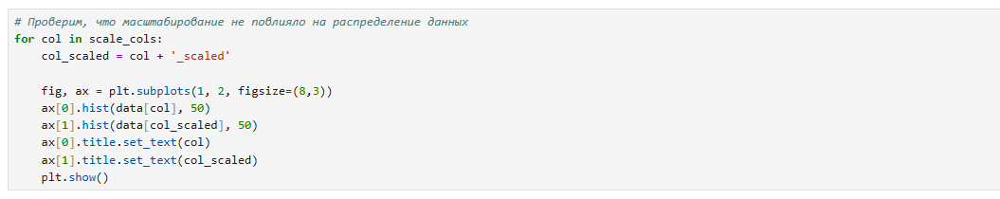 # Проверим, что масштабирование не повлияло на распределение данных
for col in scale_cols:
    col_scaled = col + '_scaled'

    fig, ax = plt.subplots(1, 2, figsize=(8,3))
    ax[0].hist(data[col], 50)
    ax[1].hist(data[col_scaled], 50)
    ax[0].title.set_text(col)
    ax[1].title.set_text(col_scaled)
    plt.show()